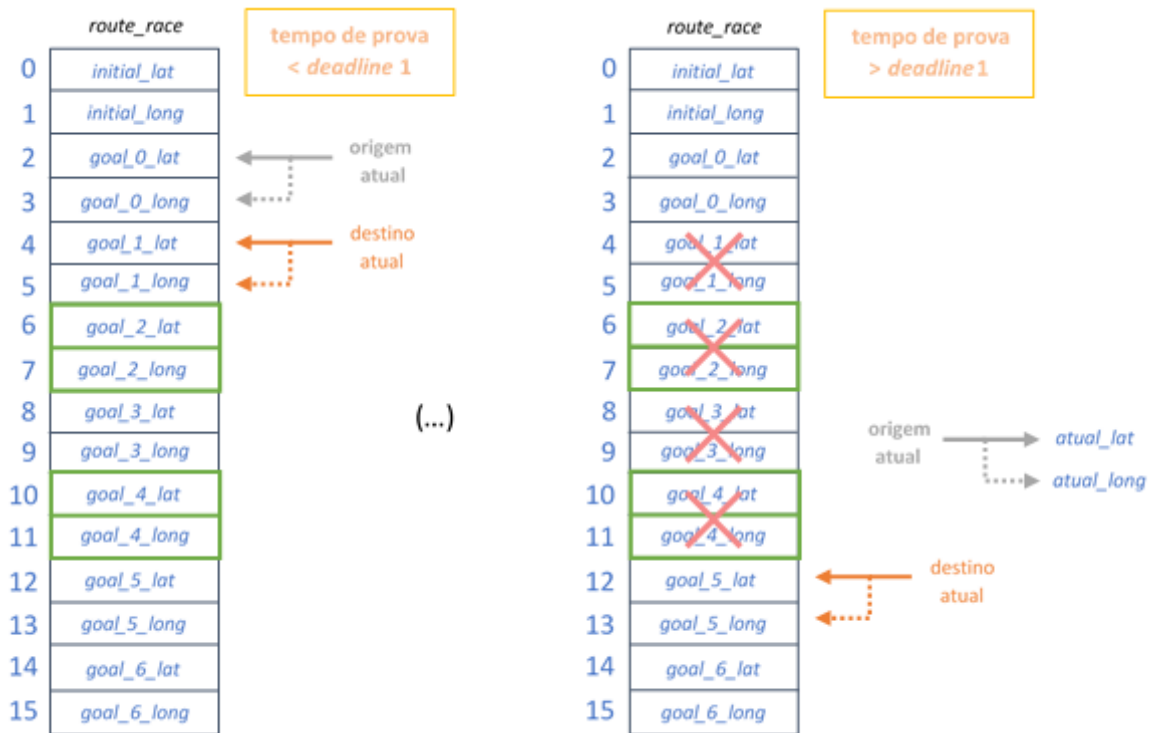 route_race
tempo de prova
< deadline 1
0
initial_lat
1
initial_long
2
goal_0_lat
origem
atual
3
goal_0_long
4
goal_1_lat
destino
atual
5
goal_1_long
6
goal_2_lat
7
goal_2_long
8
goal_3_lat
9
goal_3_long
10
goal_4_lat
11
goal_4_long
12
goal_5_lat
13
goal_5_long
14
goal_6_lat
15
goal_6_long
(...)
route_race
tempo de prova
> deadline 1
0
initial_lat
1
initial_long
2
goal_0_lat
3
goal_0_long
4
goal_1_lat
5
goal_1_long
6
goal_2_lat
7
goal_2_long
8
goal_3_lat
9
goal_3_long
origem
atual
atual_lat
atual_long
10
goal_4_lat
11
goal_4_long
12
goal_5_lat
destino
atual
13
goal_5_long
14
goal_6_lat
15
goal_6_long